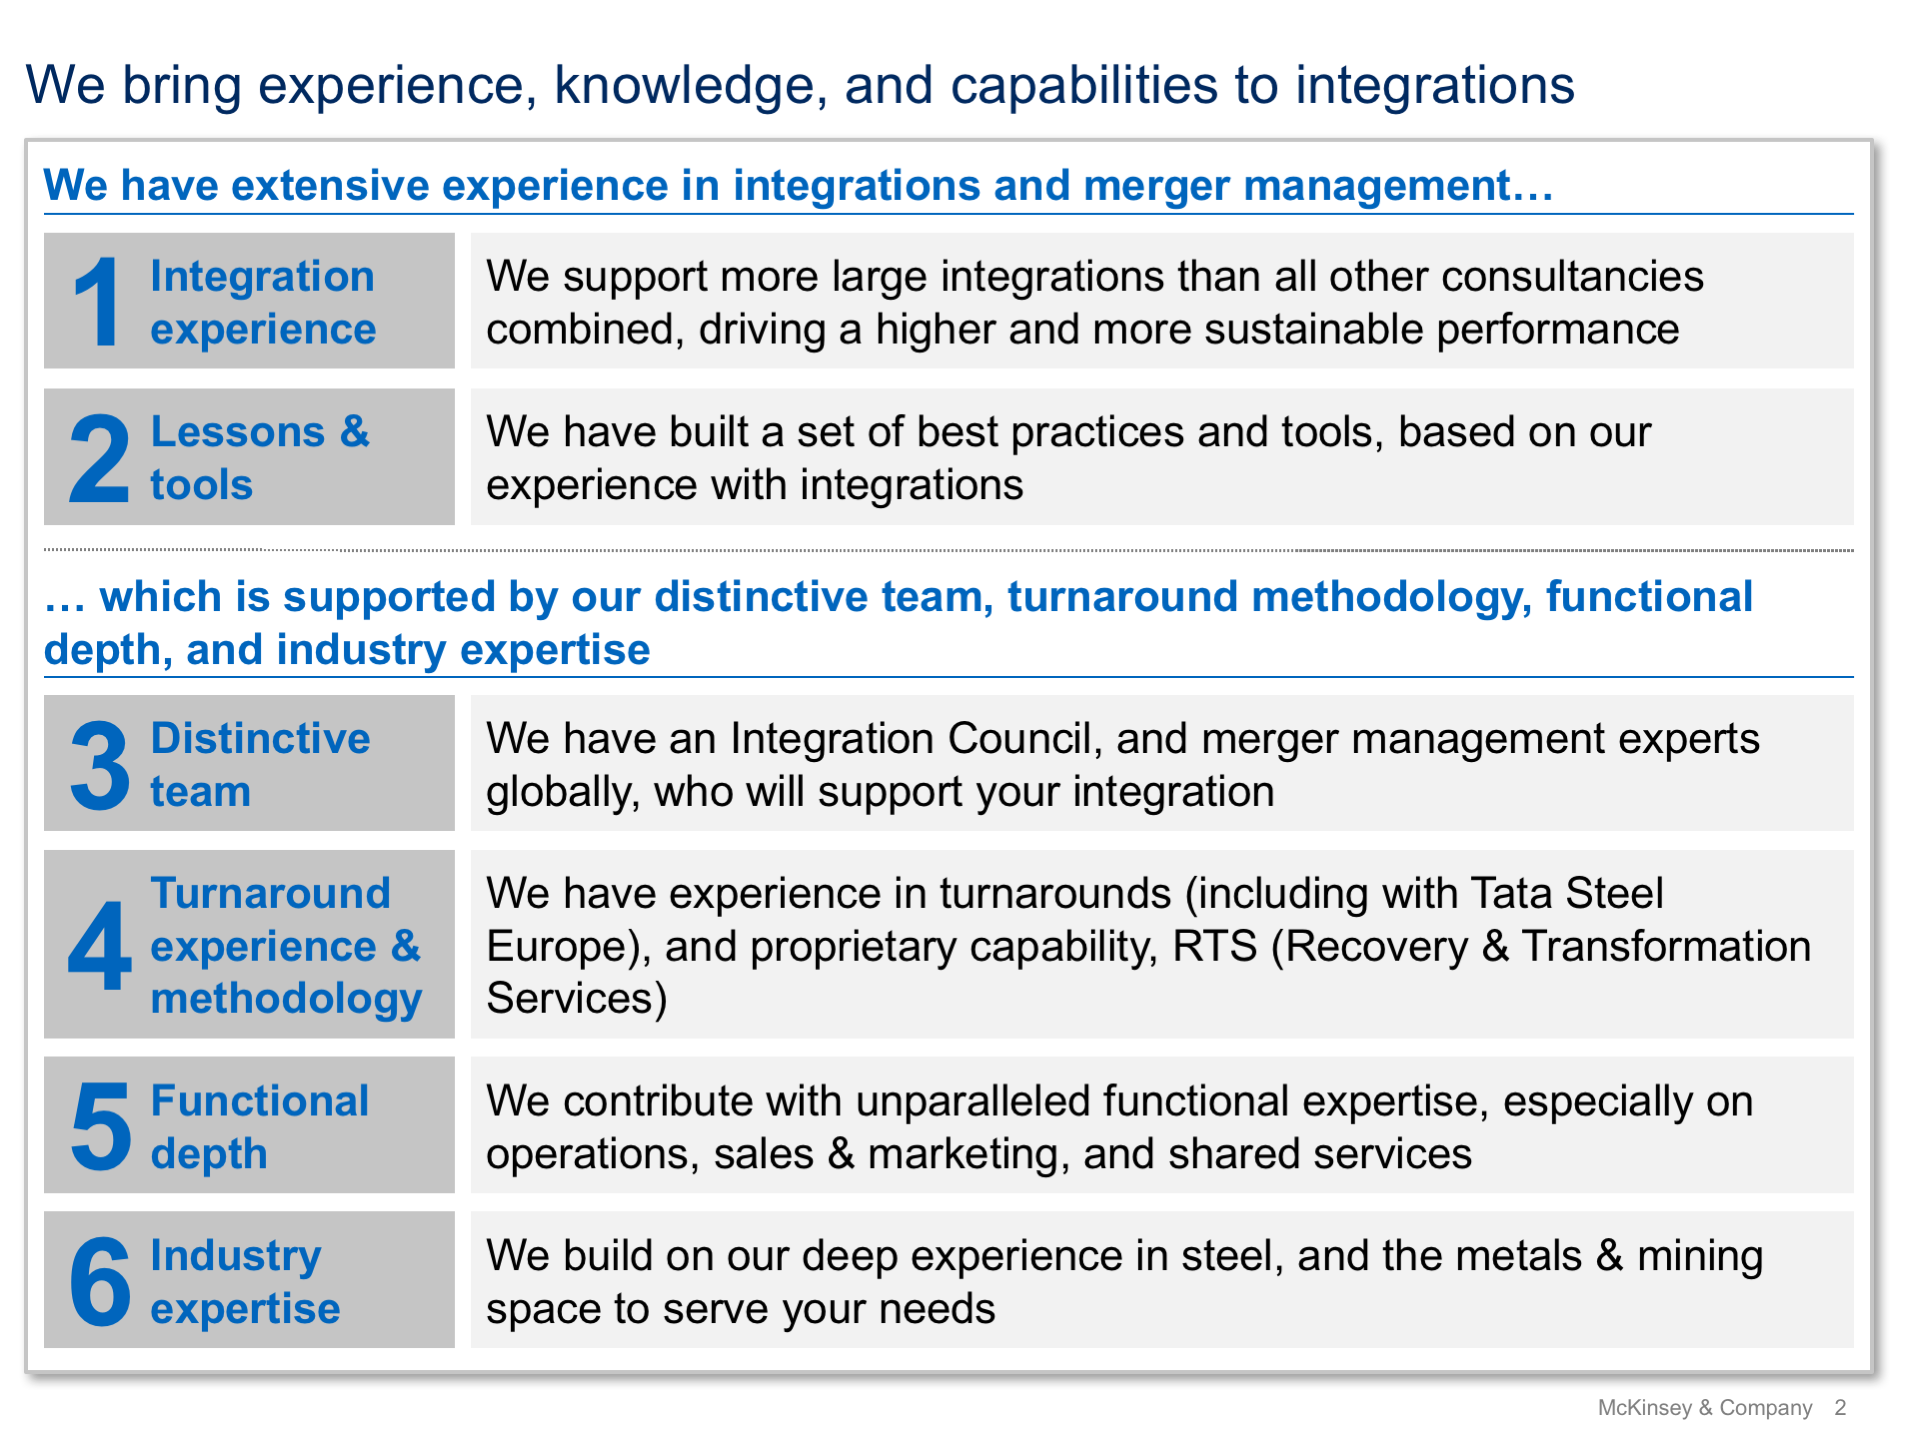 We bring experience, knowledge, and capabilities to integrations
We have extensive experience in integrations and merger management…
1
Integration
experience
We support more large integrations than all other consultancies
combined, driving a higher and more sustainable performance
2
Lessons &
tools
We have built a set of best practices and tools, based on our
experience with integrations
… which is supported by our distinctive team, turnaround methodology, functional
depth, and industry expertise
3
Distinctive
team
We have an Integration Council, and merger management experts
globally, who will support your integration
4
Turnaround
experience &
methodology
We have experience in turnarounds (including with Tata Steel
Europe), and proprietary capability, RTS (Recovery & Transformation
Services)
5
Functional
depth
We contribute with unparalleled functional expertise, especially on
operations, sales & marketing, and shared services
6
Industry
expertise
We build on our deep experience in steel, and the metals & mining
space to serve your needs
McKinsey & Company 2